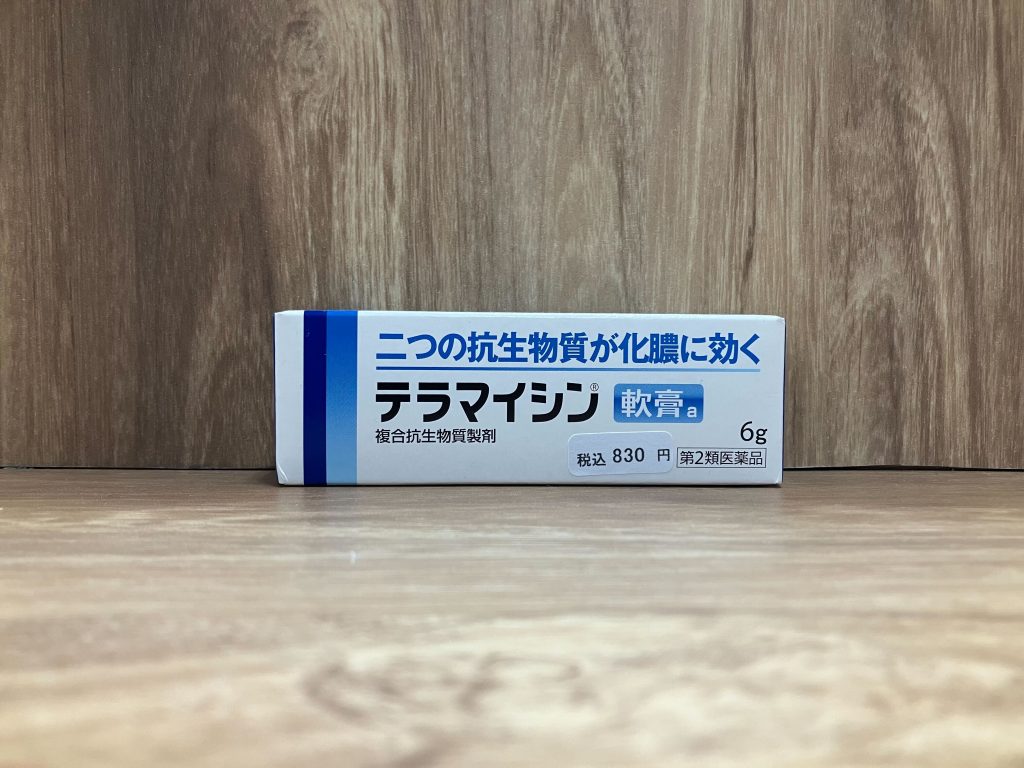 二つの抗生物質が化膿に効く
テラマイシン® 軟膏a
複合抗生物質製剤
6g
税込 830 円
第2類医薬品